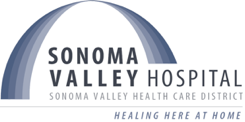 SONOMA
VALLEY HOSPITAL
SONOMA VALLEY HEALTH CARE DISTRICT
HEALING HERE AT HOME